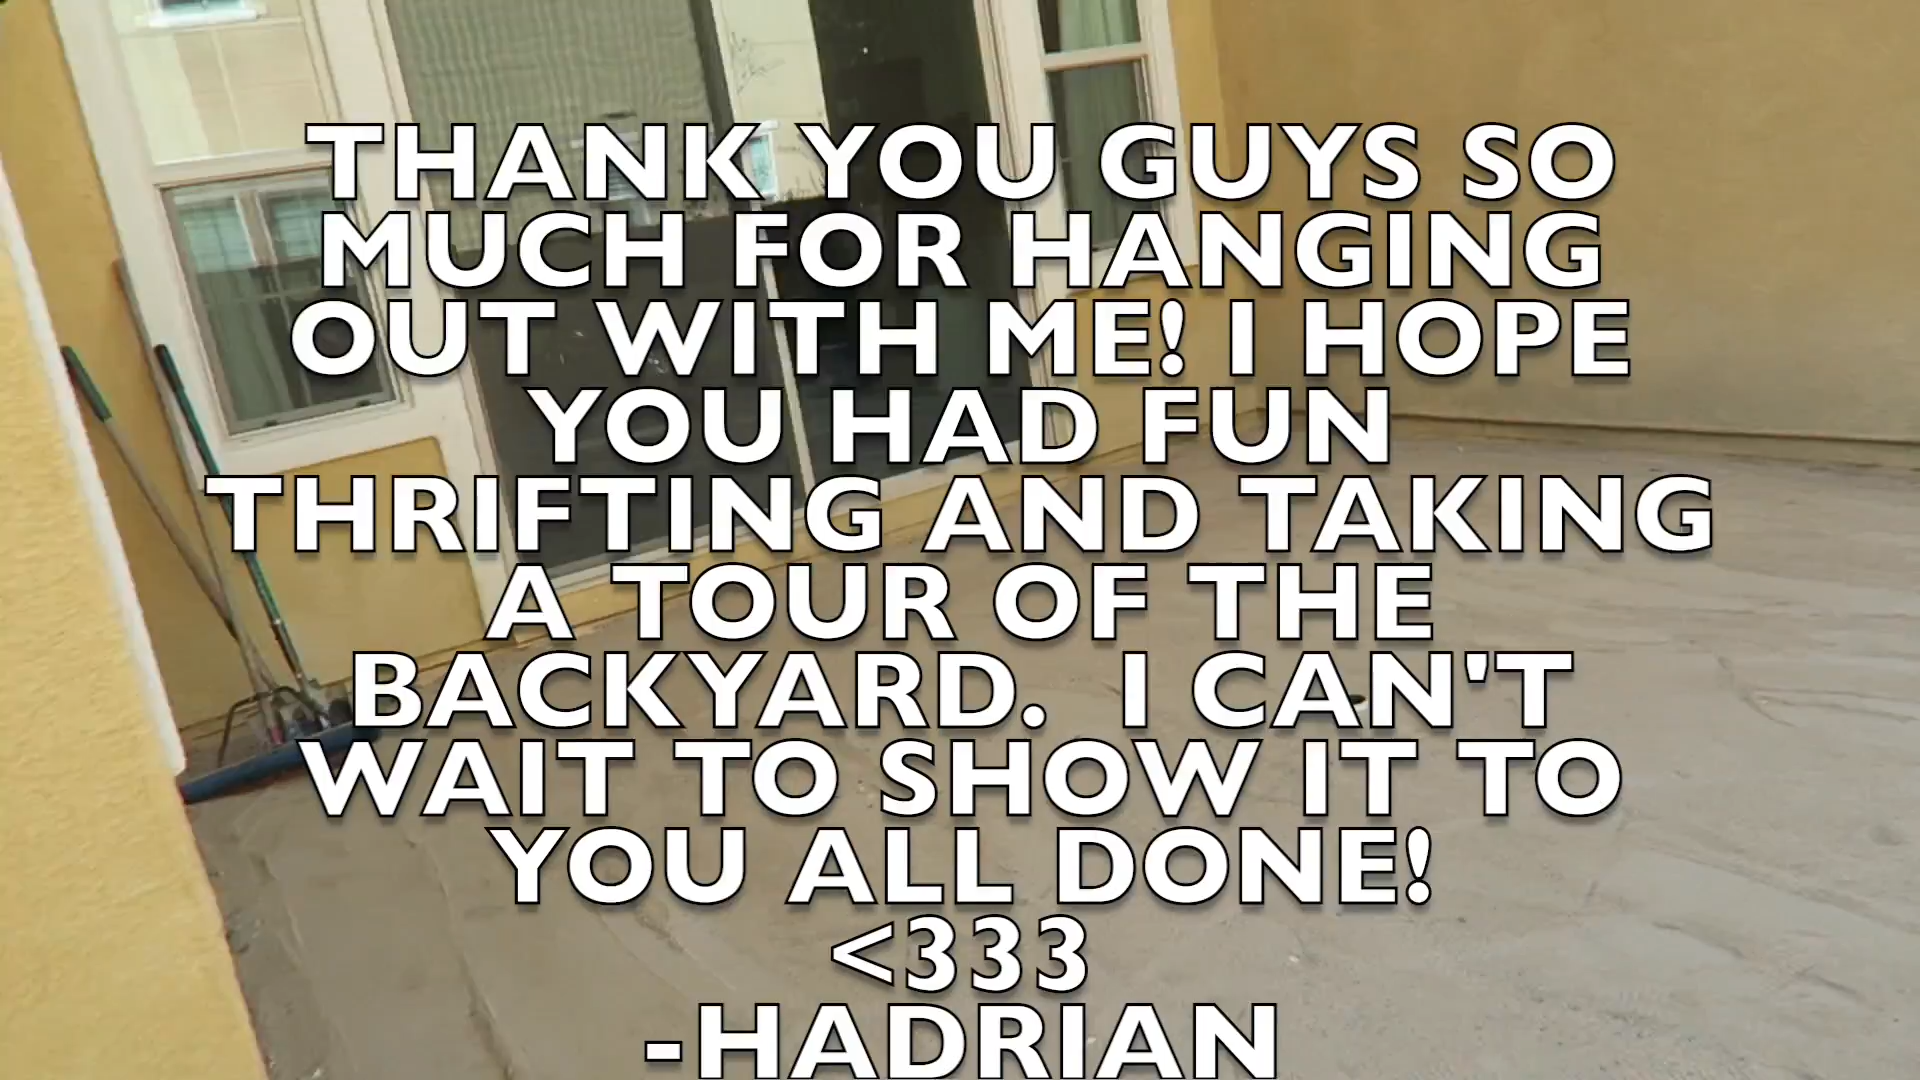 THANK YOU GUYS SO
MUCH FOR HANGING
OUT WITH ME! I HOPE
YOU HAD FUN
THRIFTING AND TAKING
A TOUR OF THE
BACKYARD.  I CAN'T
WAIT TO SHOW IT TO
YOU ALL DONE!
<333
-HADRIAN